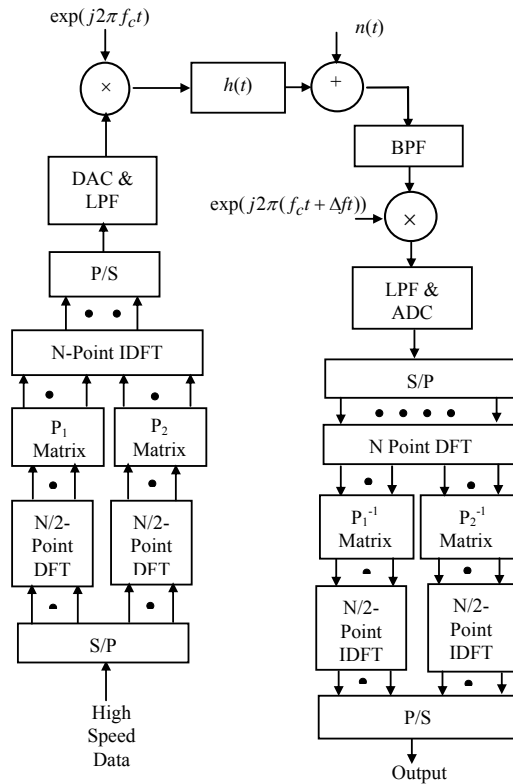 exp(j2πf_c t)
×
h(t)
n(t)
+
BPF
exp(j2π(f_c t + Δft))
×
LPF &
ADC
DAC &
LPF
P/S
N-Point IDFT
P₁
Matrix
P₂
Matrix
N/2-
Point
DFT
N/2-
Point
DFT
S/P
High
Speed
Data
S/P
N Point DFT
P₁⁻¹
Matrix
P₂⁻¹
Matrix
N/2-
Point
IDFT
N/2-
Point
IDFT
P/S
Output